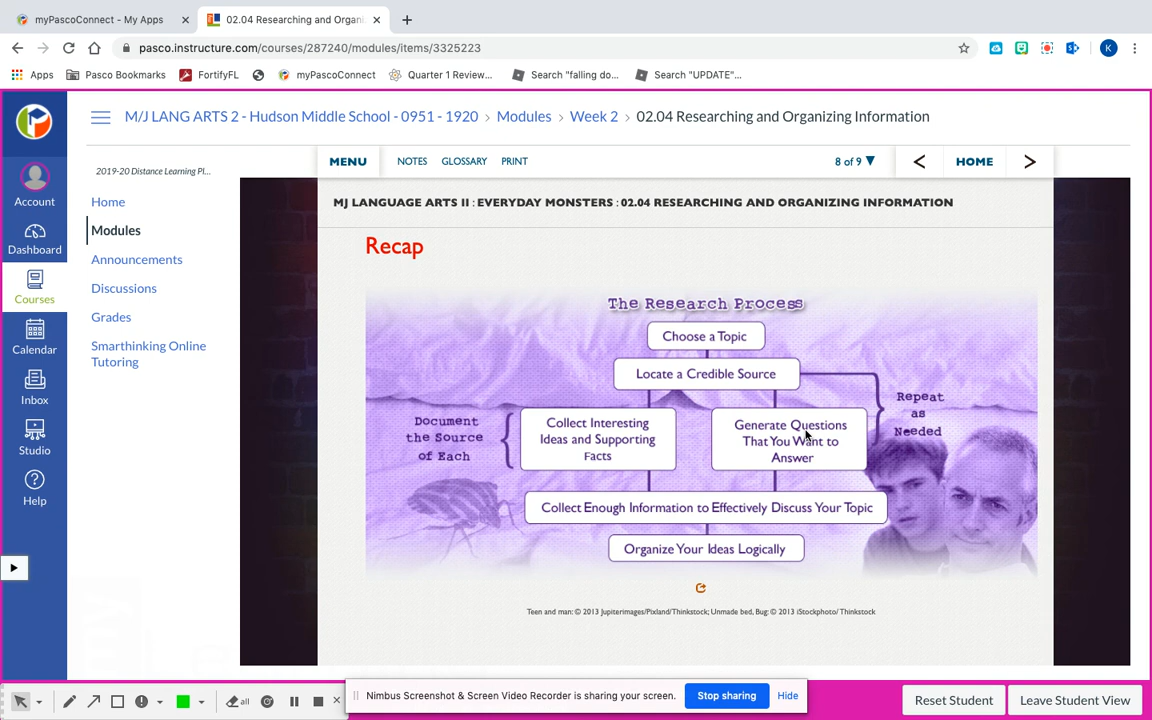 myPascoConnect - My Apps
02.04 Researching and Organi
pasco.instructure.com/courses/287240/modules/items/3325223
K
Apps
Pasco Bookmarks
FortifyFL
myPascoConnect
Quarter 1 Review...
Search "falling do...
Search "UPDATE"...
M/J LANG ARTS 2 - Hudson Middle School - 0951 - 1920 › Modules › Week 2 › 02.04 Researching and Organizing Information
Account
Dashboard
Courses
Calendar
Inbox
Studio
Help
2019-20 Distance Learning Pl...
Home
Modules
Announcements
Discussions
Grades
Smarthinking Online
Tutoring
MENU
NOTES
GLOSSARY
PRINT
8 of 9
HOME
MJ LANGUAGE ARTS II : EVERYDAY MONSTERS : 02.04 RESEARCHING AND ORGANIZING INFORMATION
Recap
The Research Process
Choose a Topic
Locate a Credible Source
Repeat
as
Needed
Document
the Source
of Each
Collect Interesting
Ideas and Supporting
Facts
Generate Questions
That You Want to
Answer
Collect Enough Information to Effectively Discuss Your Topic
Organize Your Ideas Logically
Teen and man: © 2013 Jupiterimages/Pixland/Thinkstock; Unmade bed, Bug: © 2013 iStockphoto/ Thinkstock
all
Nimbus Screenshot & Screen Video Recorder is sharing your screen.
Stop sharing
Hide
Reset Student
Leave Student View